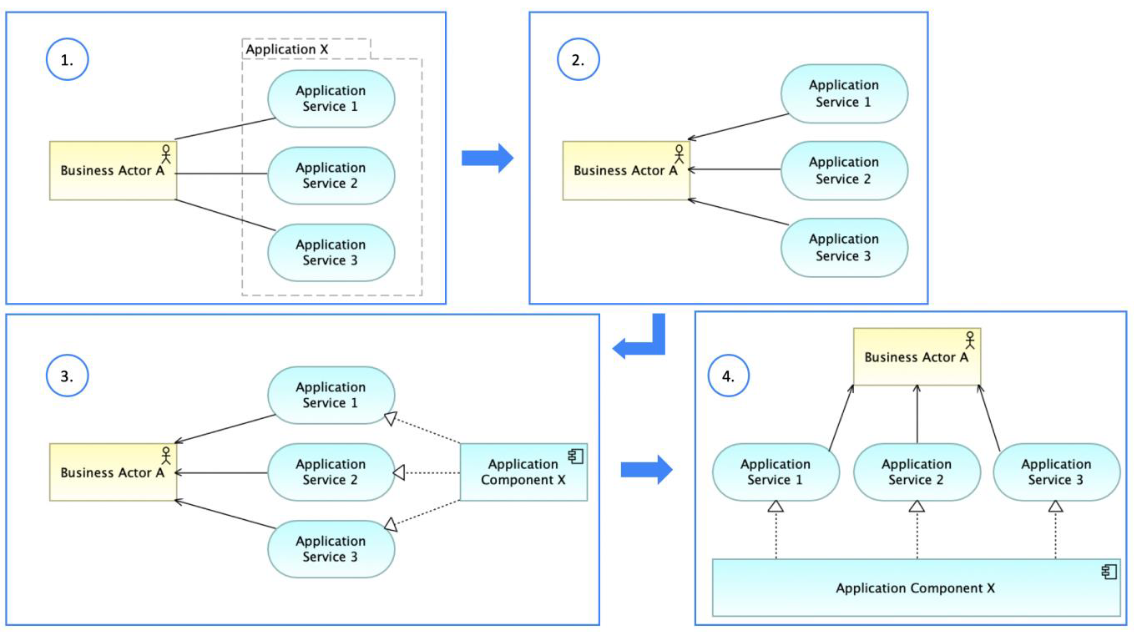 1.
Application X
Application
Service 1
Business Actor A
Application
Service 2
Application
Service 3
2.
Application
Service 1
Business Actor A
Application
Service 2
Application
Service 3
3.
Application
Service 1
Business Actor A
Application
Service 2
Application
Component X
Application
Service 3
4.
Business Actor A
Application
Service 1
Application
Service 2
Application
Service 3
Application Component X